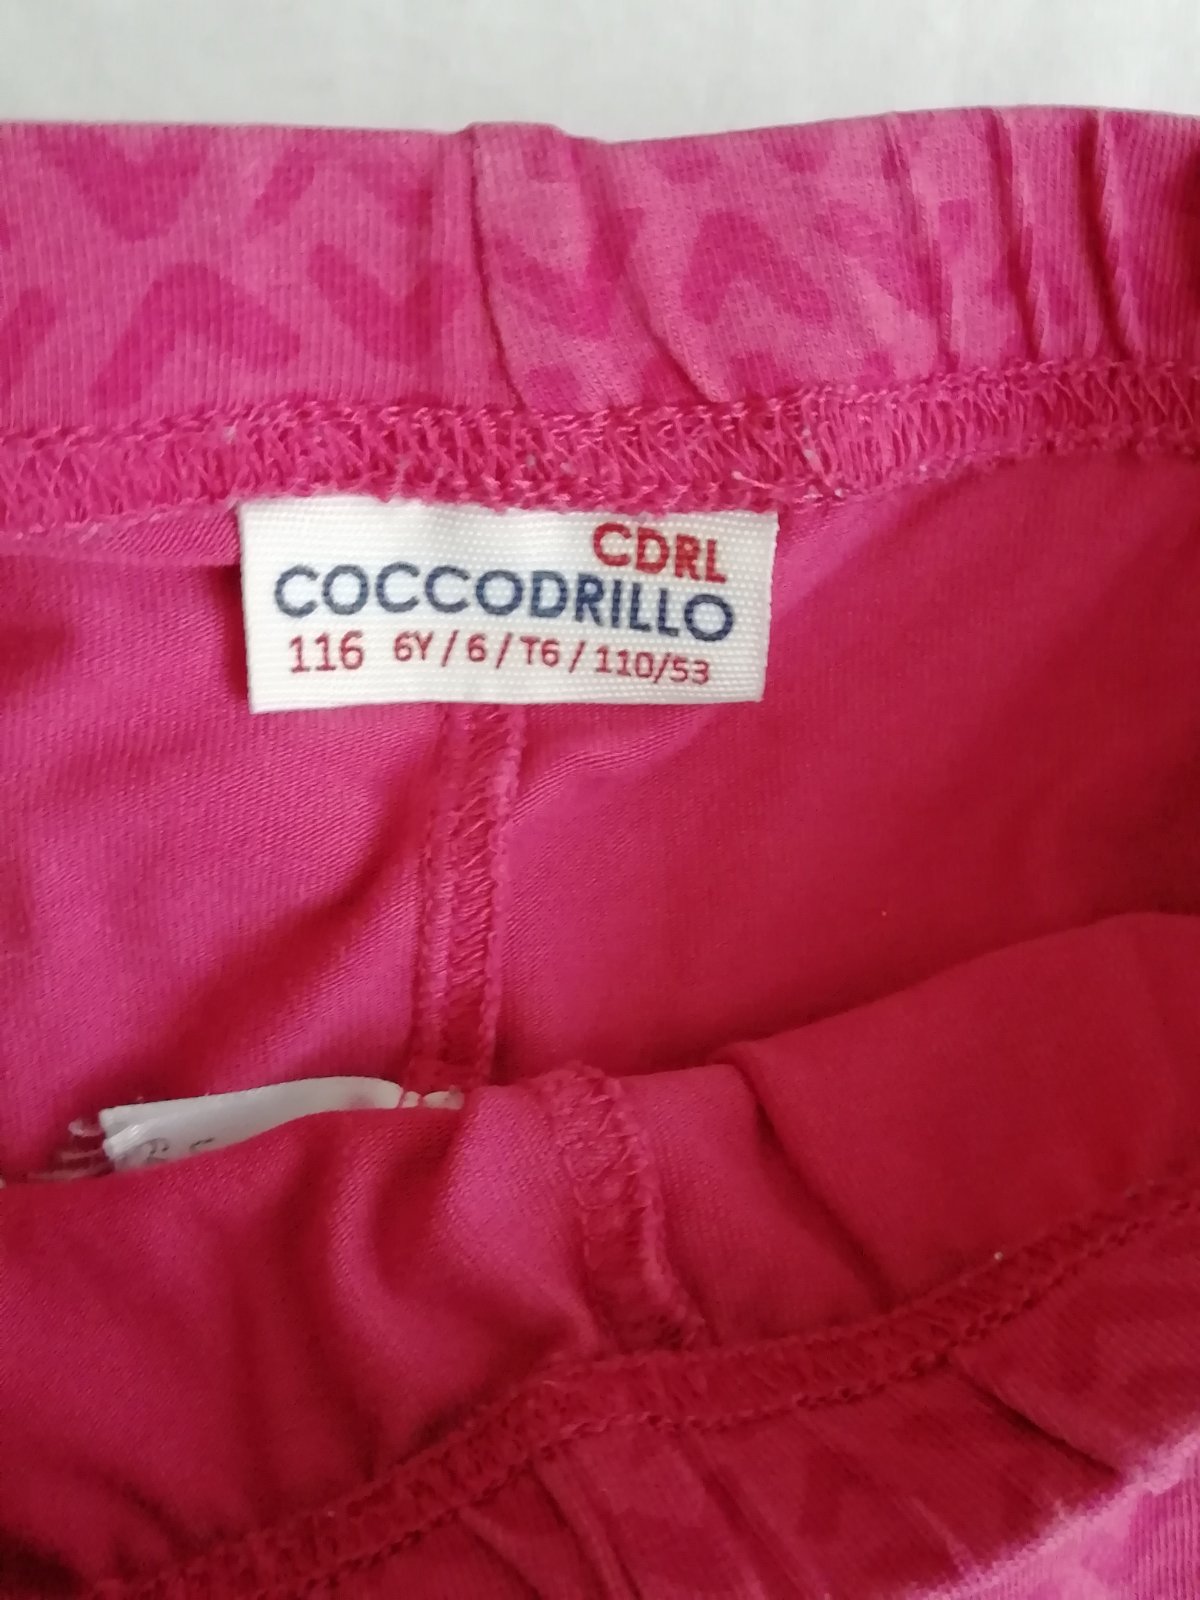 CDRL
COCCODRILLO
116 6Y / 6 / T6 / 110/53